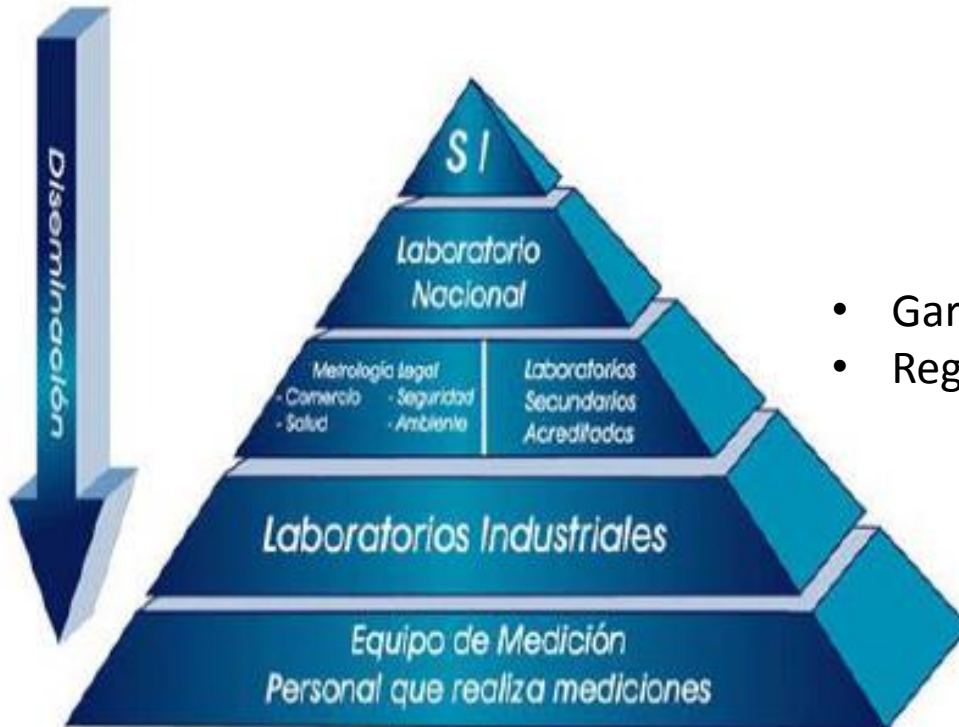 Diseminación
S I
Laboratorio
Nacional
Metrología Legal
- Comercio - Seguridad
- Salud - Ambiente
Laboratorios
Secundarios
Acreditados
Laboratorios Industriales
Equipo de Medición
Personal que realiza mediciones
• Gar
• Reg